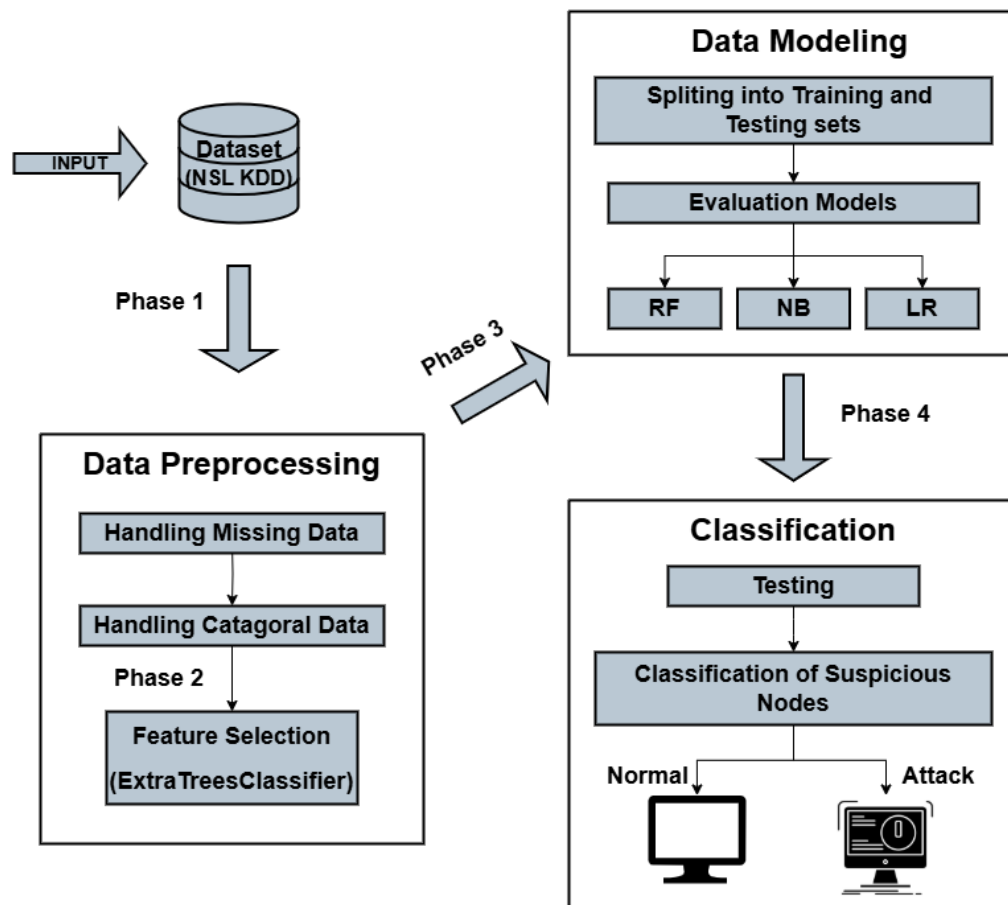 INPUT
Dataset
(NSL KDD)
Phase 1
Data Preprocessing
Handling Missing Data
Handling Catagoral Data
Phase 2
Feature Selection
(ExtraTreesClassifier)
Phase 3
Data Modeling
Spliting into Training and
Testing sets
Evaluation Models
RF
NB
LR
Phase 4
Classification
Testing
Classification of Suspicious
Nodes
Normal
Attack